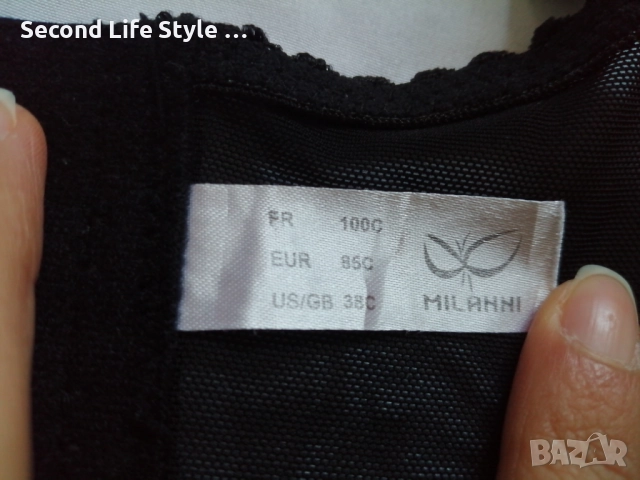 Second Life Style ...
FR 100C
EUR 85C
US/GB 38C
MILANNI
BAZAR